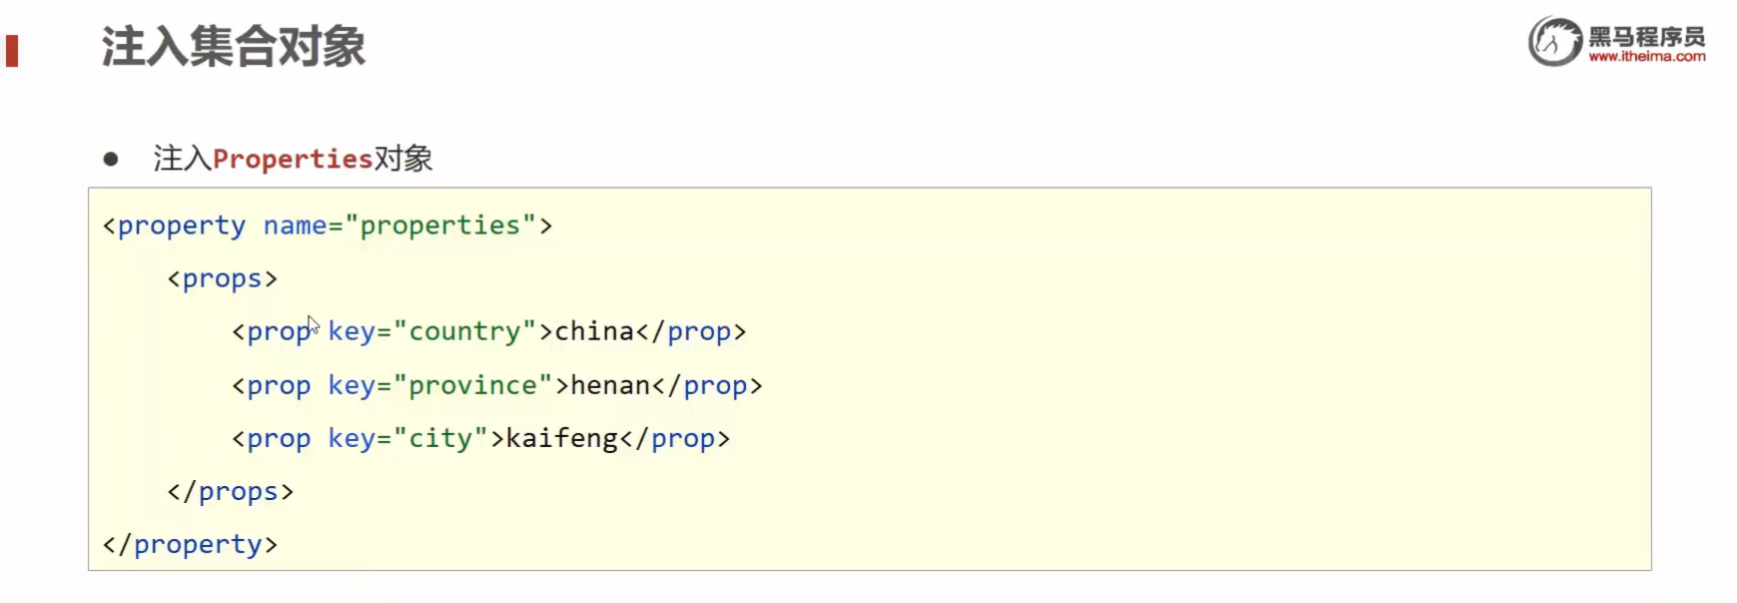 注入集合对象
黑马程序员
www.itheima.com
● 注入Properties对象
<property name="properties">
    <props>
        <prop key="country">china</prop>
        <prop key="province">henan</prop>
        <prop key="city">kaifeng</prop>
    </props>
</property>